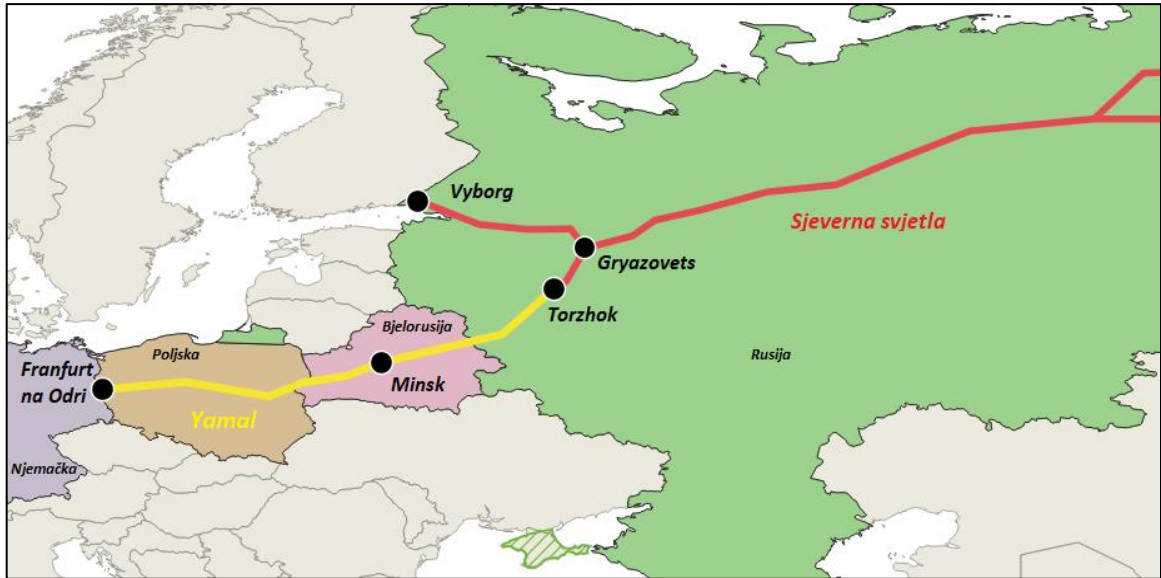 Vyborg
Sjeverna svjetla
Gryazovets
Torzhok
Bjelorusija
Poljska
Rusija
Franfurt
na Odri
Minsk
Yamal
Njemačka